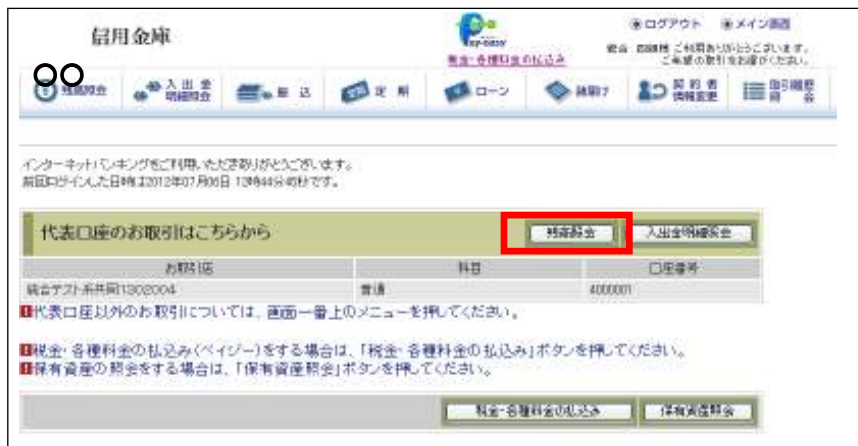 信用金庫
Pay-easy
税金・各種料金の払込み
ログアウト メイン画面
ご利用ありがとうございます。
ご希望の取引をお選びください。
○○
残高照会 入出金明細照会 振込 定期 ローン 契約者情報変更 取引履歴照会
インターネットバンキングをご利用いただきありがとうございます。
前回ログインした日時は2012年07月06日 13時44分40秒です。
代表口座のお取引はこちらから 残高照会 入出金明細照会
お取引店 科目 口座番号
統合テスト系共同1302004 普通 4000001
代表口座以外のお取引については、画面一番上のメニューを押してください。
税金・各種料金の払込み(ペイジー)をする場合は、「税金・各種料金の払込み」ボタンを押してください。
保有資産の照会をする場合は、「保有資産照会」ボタンを押してください。
税金・各種料金の払込み 保有資産照会